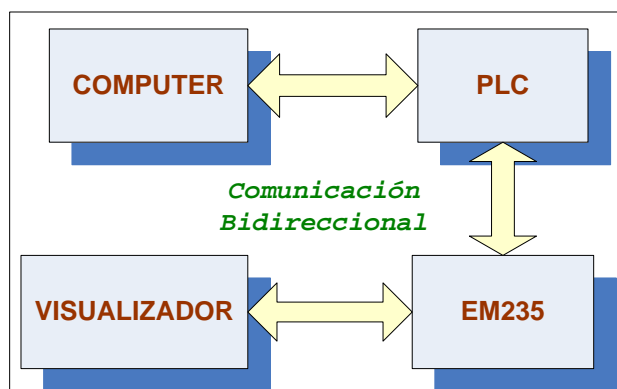 COMPUTER
PLC
Comunicación
Bidireccional
VISUALIZADOR
EM235